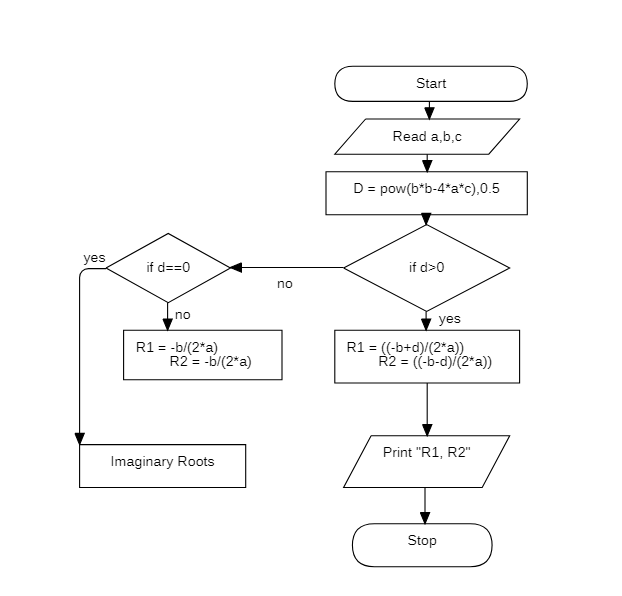 Start
Read a,b,c
D = pow(b*b-4*a*c),0.5
if d>0
no
if d==0
yes
no
R1 = -b/(2*a)
R2 = -b/(2*a)
Imaginary Roots
yes
R1 = ((-b+d)/(2*a))
R2 = ((-b-d)/(2*a))
Print "R1, R2"
Stop